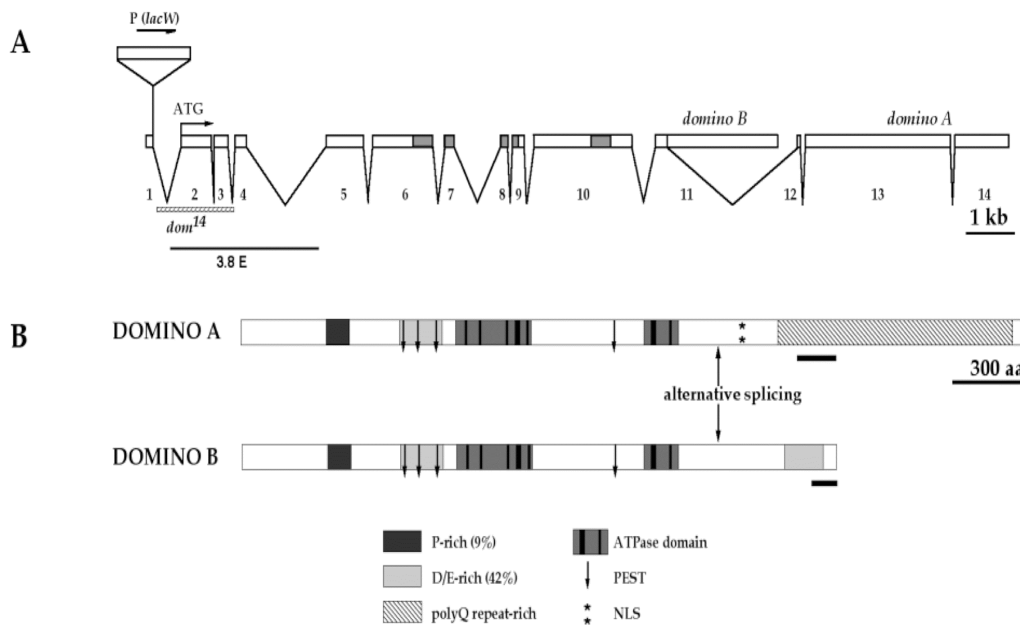 A
P (lacW)
ATG
domino B
domino A
1 2 3 4 5 6 7 8 9 10 11 12 13 14
dom14
1 kb
3.8 E
B
DOMINO A
* *
300 aa
alternative splicing
DOMINO B
P-rich (9%)
ATPase domain
D/E-rich (42%)
PEST
polyQ repeat-rich
* *
NLS